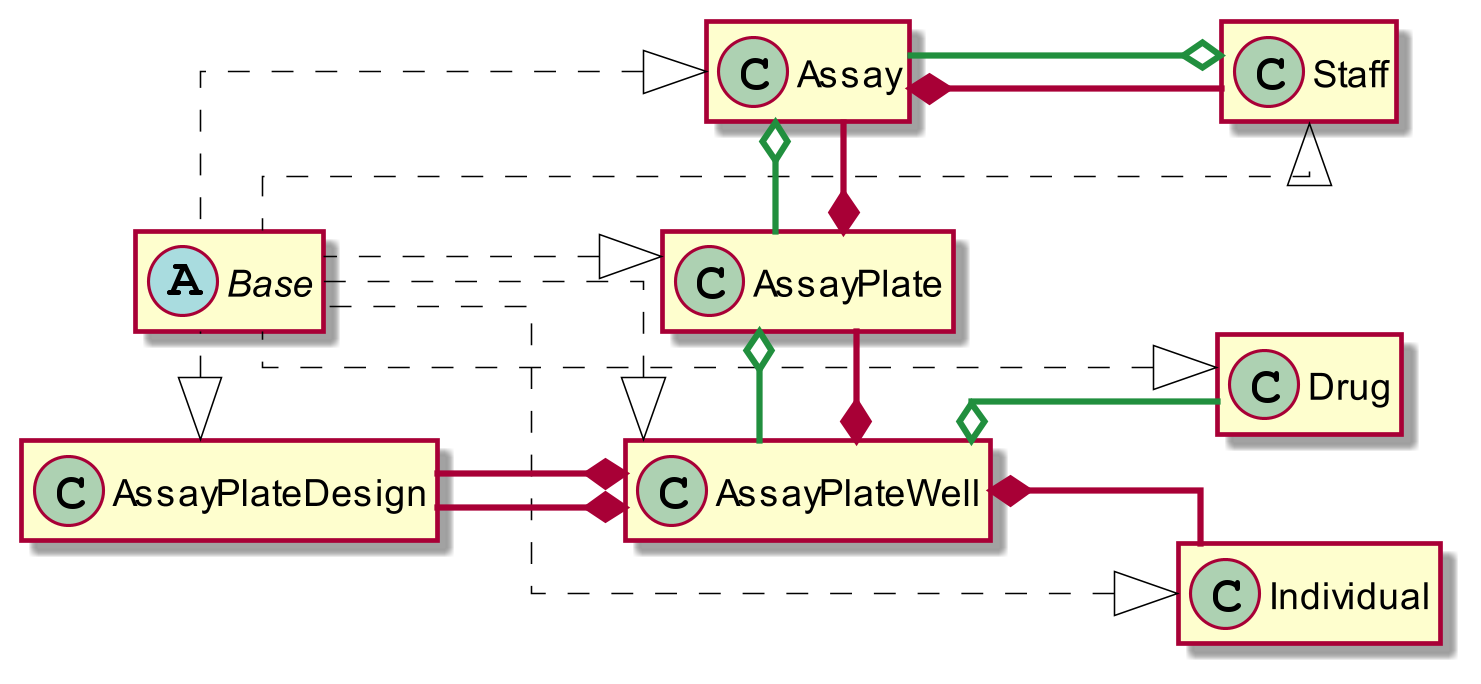 C Assay
C Staff
A Base
C AssayPlate
C Drug
C AssayPlateDesign
C AssayPlateWell
C Individual